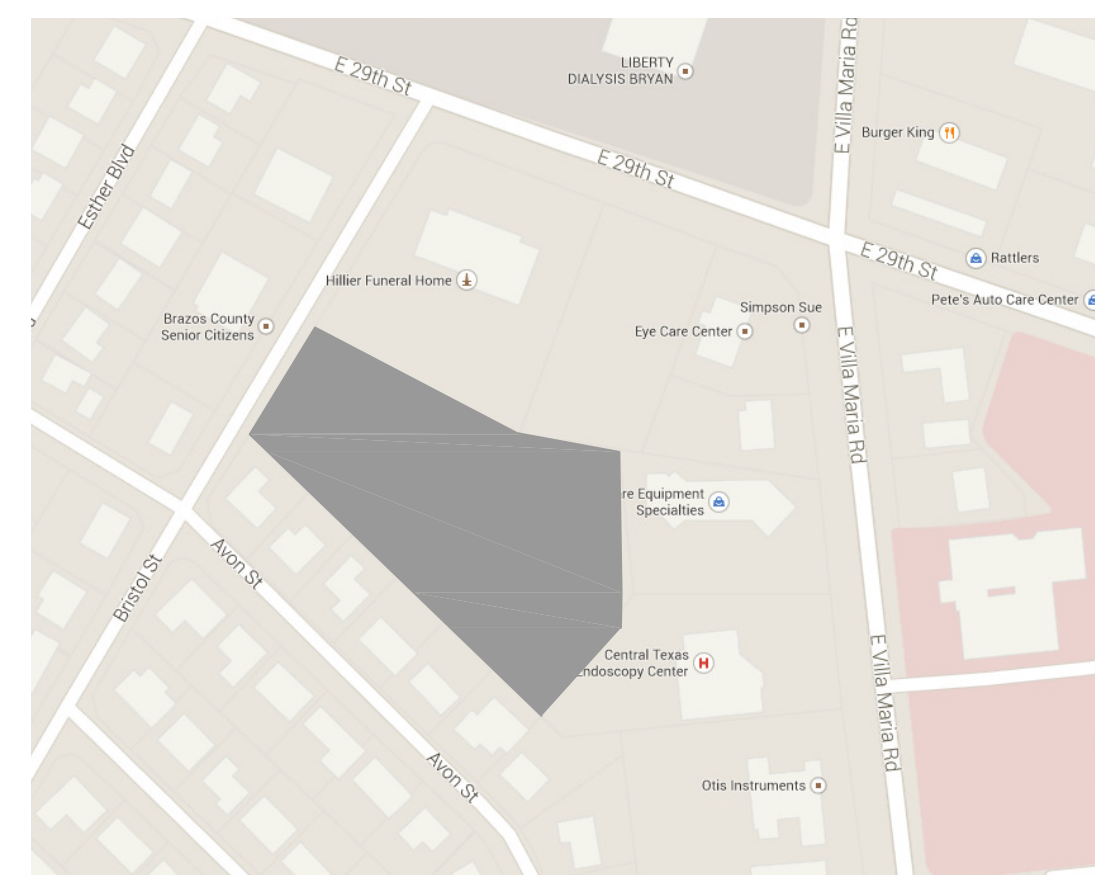 E 29th St
LIBERTY
DIALYSIS BRYAN
E Villa Maria Rd
Burger King
Esther Blvd
E 29th St
E 29th St
Rattlers
Hillier Funeral Home
Pete's Auto Care Center
Simpson Sue
Brazos County
Senior Citizens
Eye Care Center
E Villa Maria Rd
re Equipment
Specialties
Avon St
Bristol St
Central Texas
Endoscopy Center
E Villa Maria Rd
Avon St
Otis Instruments